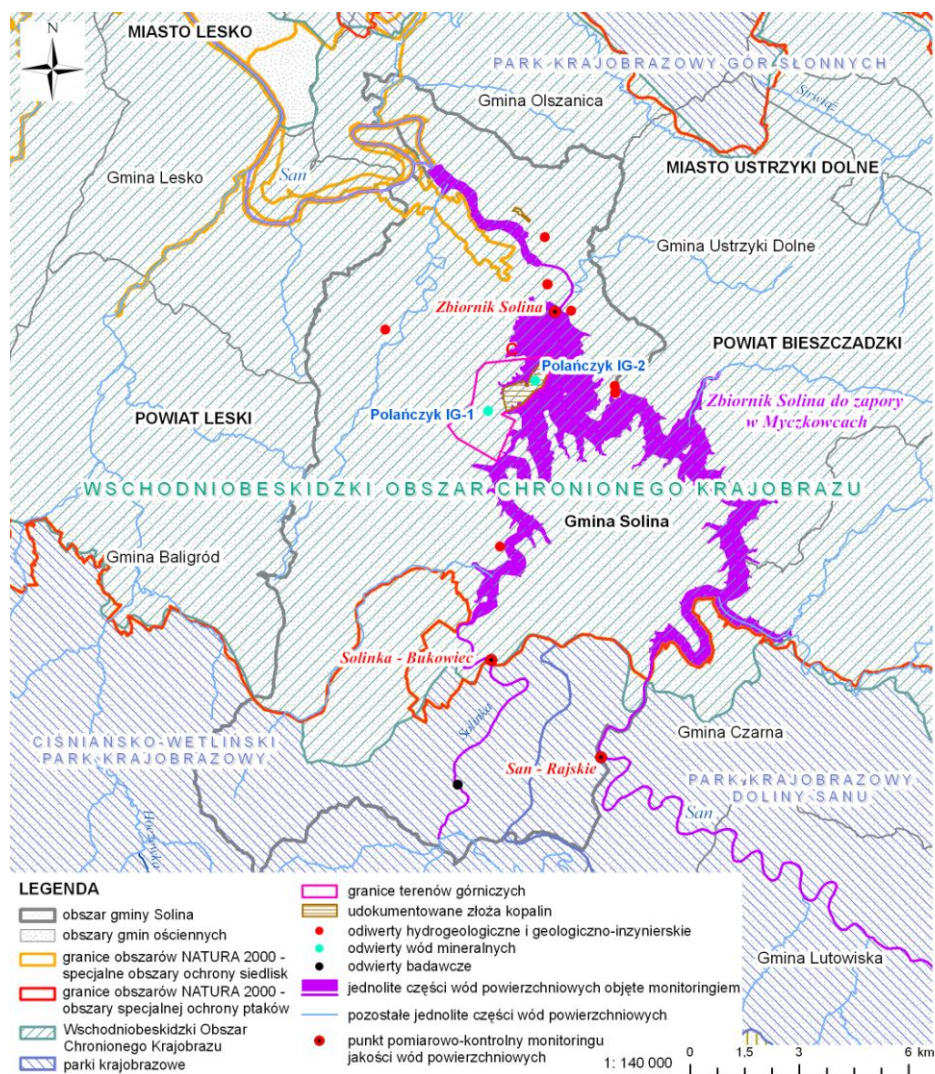 N
MIASTO LESKO
PARK KRAJOBRAZOWY GÓR SŁONNYCH
Gmina Olszanica
Strwiąż
Gmina Lesko
San
MIASTO USTRZYKI DOLNE
Gmina Ustrzyki Dolne
Zbiornik Solina
POWIAT BIESZCZADZKI
Polańczyk IG-2
Zbiornik Solina do zapory
w Myczkowcach
Polańczyk IG-1
POWIAT LESKI
WSCHODNIOBESKIDZKI OBSZAR CHRONIONEGO KRAJOBRAZU
Gmina Solina
Gmina Baligród
Solinka - Bukowiec
Solinka
Gmina Czarna
CIŚNIAŃSKO-WETLIŃSKI
PARK KRAJOBRAZOWY
San - Rajskie
PARK KRAJOBRAZOWY
DOLINY SANU
San
Hoczewka
Gmina Lutowiska
LEGENDA
obszar gminy Solina
obszary gmin ościennych
granice obszarów NATURA 2000 -
specjalne obszary ochrony siedlisk
granice obszarów NATURA 2000 -
obszary specjalnej ochrony ptaków
Wschodniobeskidzki Obszar
Chronionego Krajobrazu
parki krajobrazowe
granice terenów górniczych
udokumentowane złoża kopalin
odiwerty hydrogeologiczne i geologiczno-inzynierskie
odwierty wód mineralnych
odwierty badawcze
jednolite części wód powierzchniowych objęte monitoringiem
pozostałe jednolite części wód powierzchniowych
punkt pomiarowo-kontrolny monitoringu
jakości wód powierzchniowych
1: 140 000
0 1,5 3 6 km